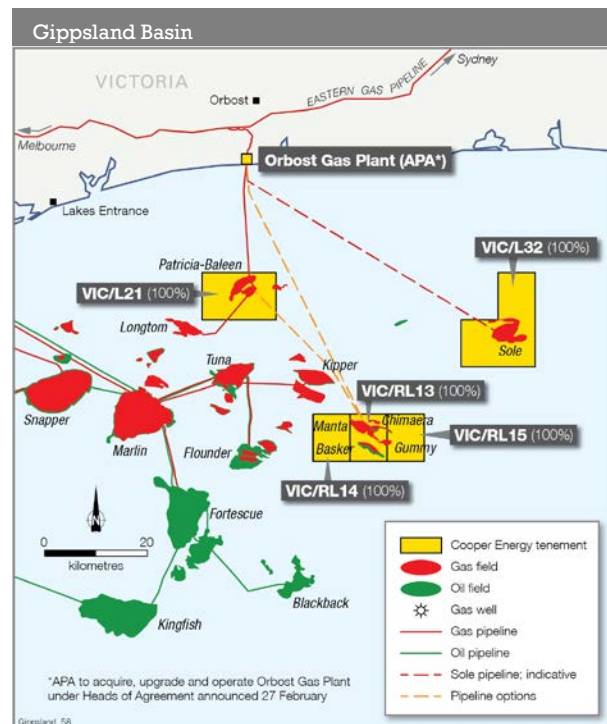 Gippsland Basin
VICTORIA
Sydney
Orbost
EASTERN GAS PIPELINE
Melbourne
Orbost Gas Plant (APA*)
Lakes Entrance
VIC/L32 (100%)
Patricia-Baleen
VIC/L21 (100%)
Longtom
Sole
Tuna
Kipper
VIC/RL13 (100%)
Snapper
Marlin
Manta
Chimaera
Flounder
Basker
Gummy
VIC/RL15 (100%)
VIC/RL14 (100%)
Fortescue
N
0
20
kilometres
Blackback
Kingfish
Cooper Energy tenement
Gas field
Oil field
Gas well
Gas pipeline
Oil pipeline
Sole pipeline; indicative
Pipeline options
*APA to acquire, upgrade and operate Orbost Gas Plant
under Heads of Agreement announced 27 February
Gippsland_58